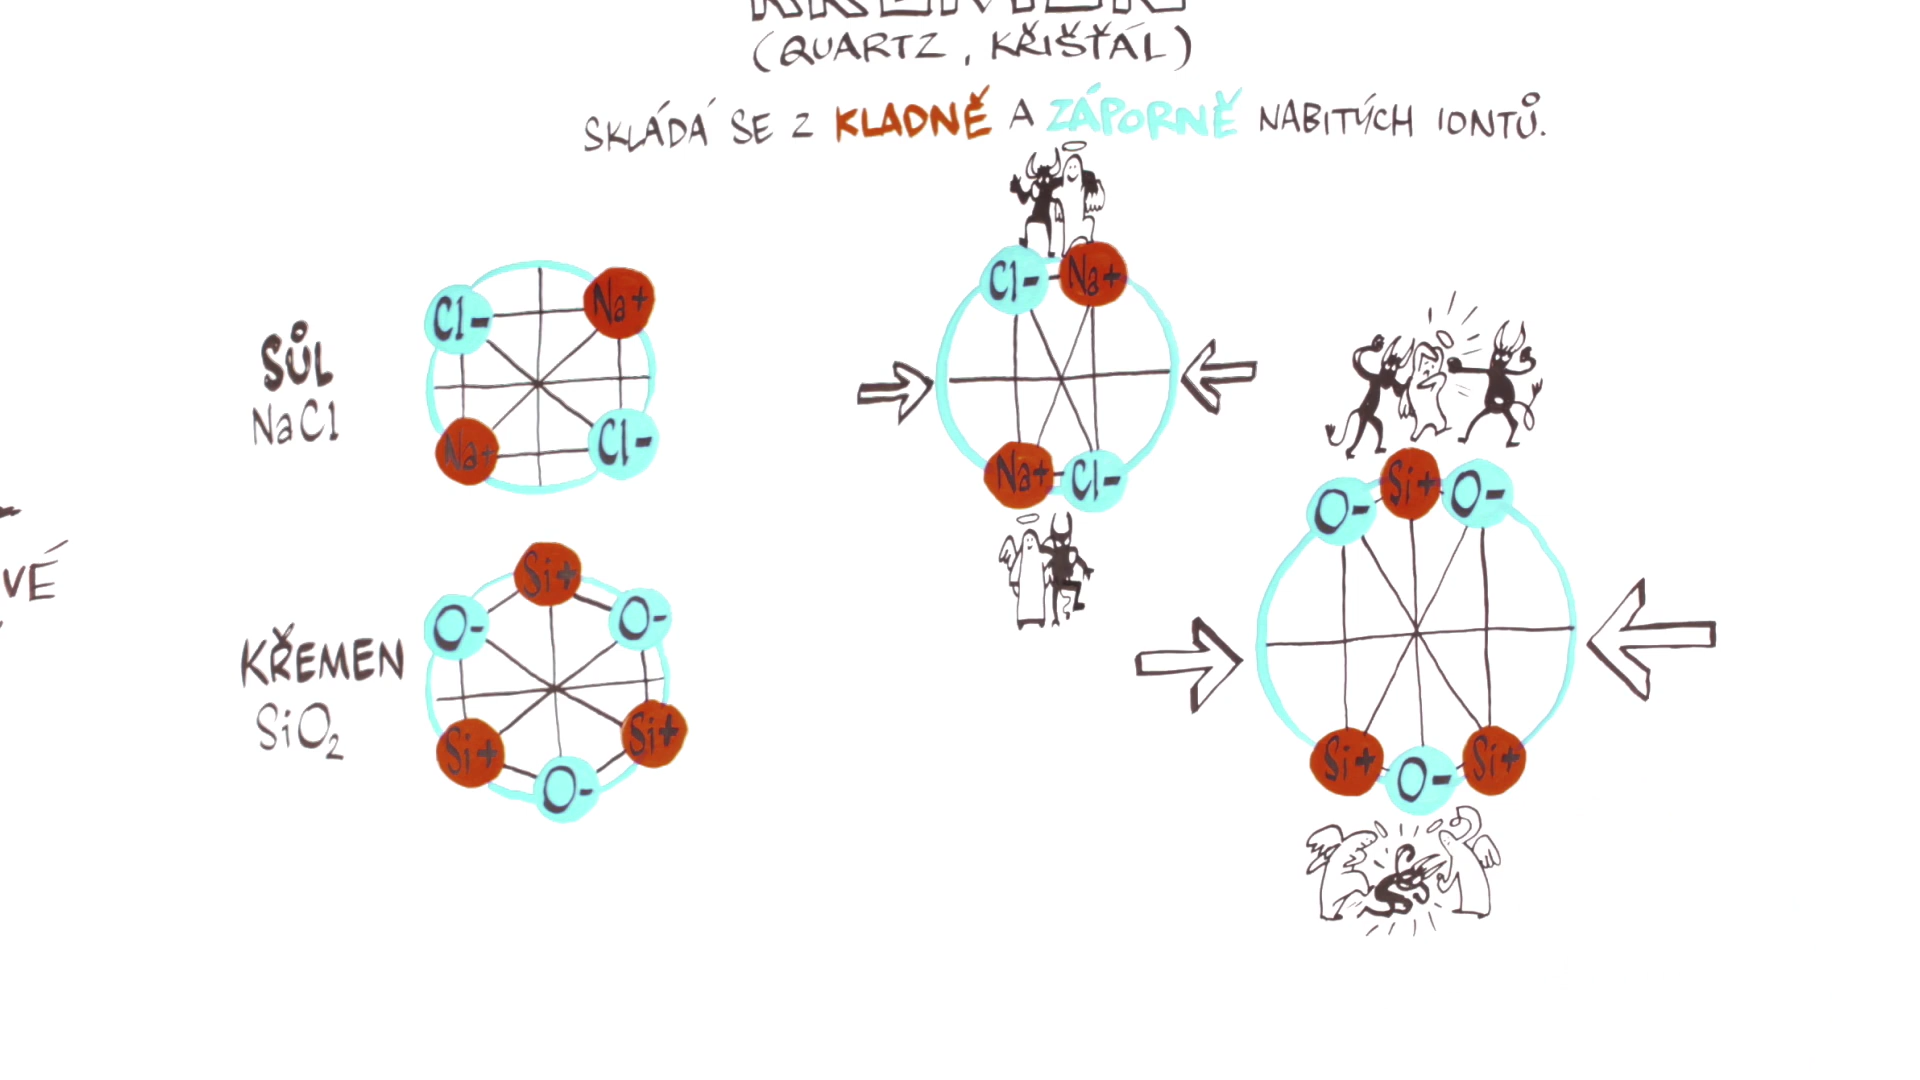 KŘEMEN
(QUARTZ, KŘIŠŤÁL)
SKLÁDÁ SE Z KLADNĚ A ZÁPORNĚ NABITÝCH IONTŮ.
SŮL
NaCl
Cl- Na+
Na+ Cl-
Cl- Na+
Na+ Cl-
VÉ
KŘEMEN
SiO2
Si+
O- O-
Si+ Si+
O-
O- Si+ O-
Si+ O- Si+